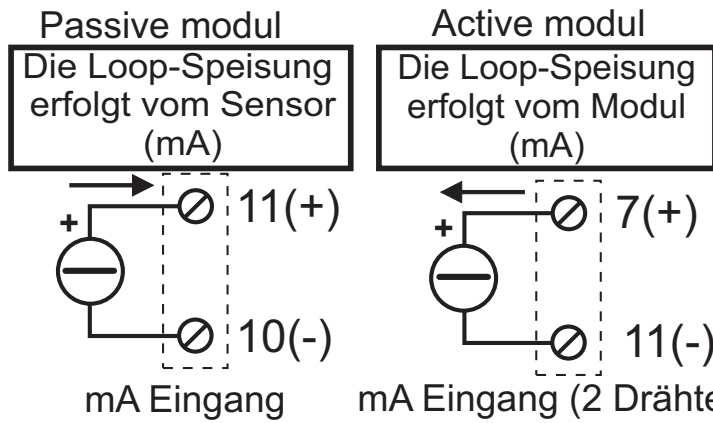 Passive modul
Die Loop-Speisung
erfolgt vom Sensor
(mA)
+
11(+)
10(-)
mA Eingang
Active modul
Die Loop-Speisung
erfolgt vom Modul
(mA)
+
7(+)
11(-)
mA Eingang (2 Drähte